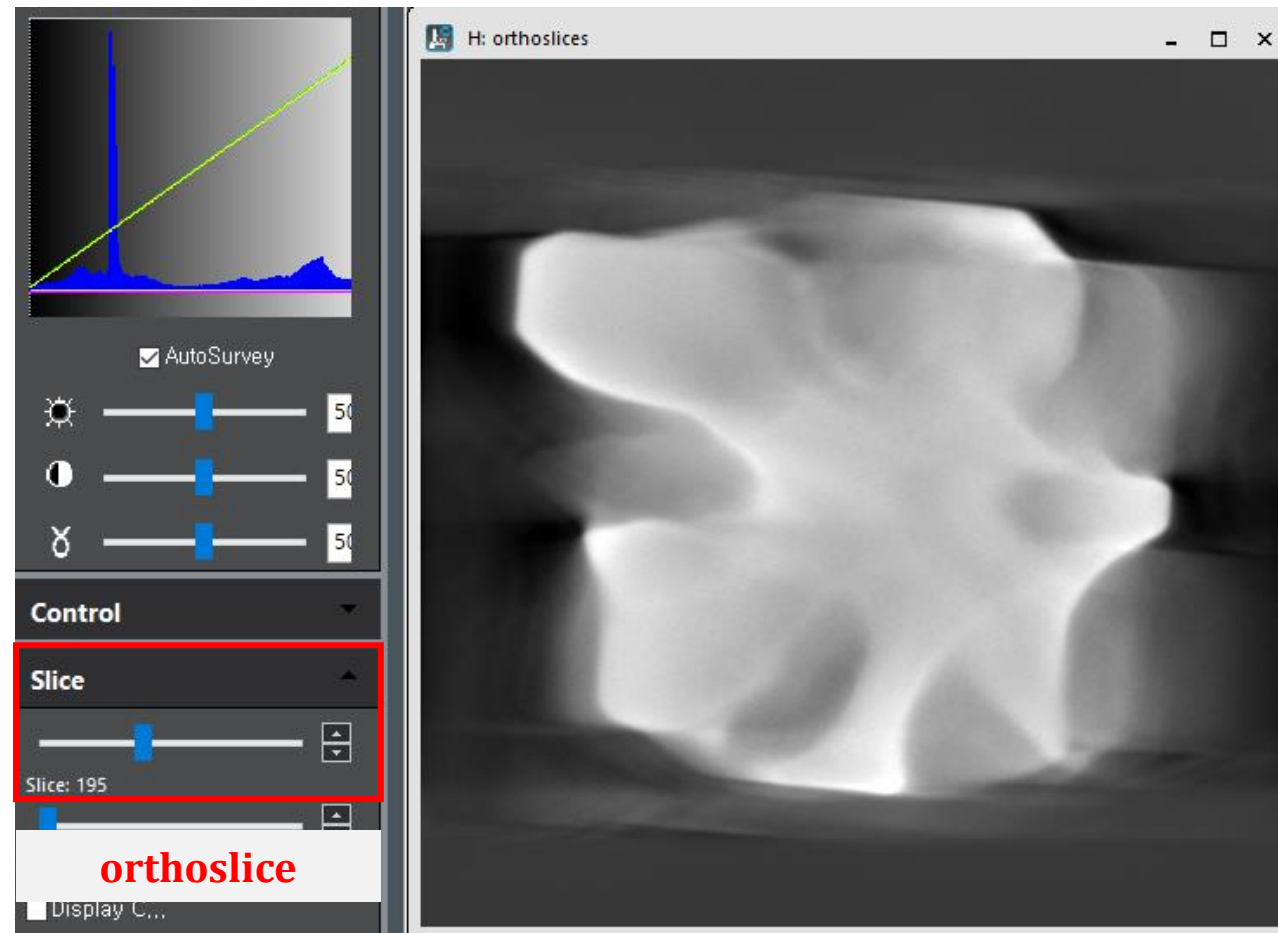 H: orthoslices
AutoSurvey
50
50
50
Control
Slice
Slice: 195
orthoslice
Display C...